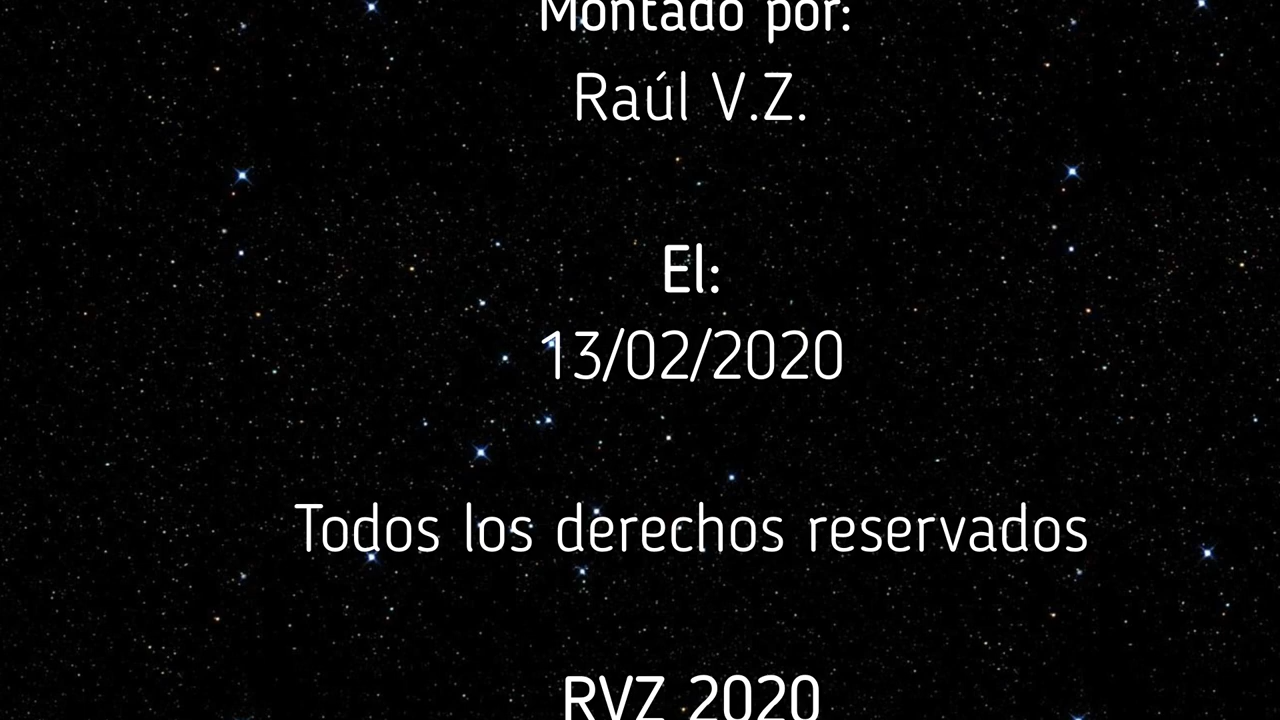 Montado por:
Raúl V.Z.
El:
13/02/2020
Todos los derechos reservados
RVZ 2020